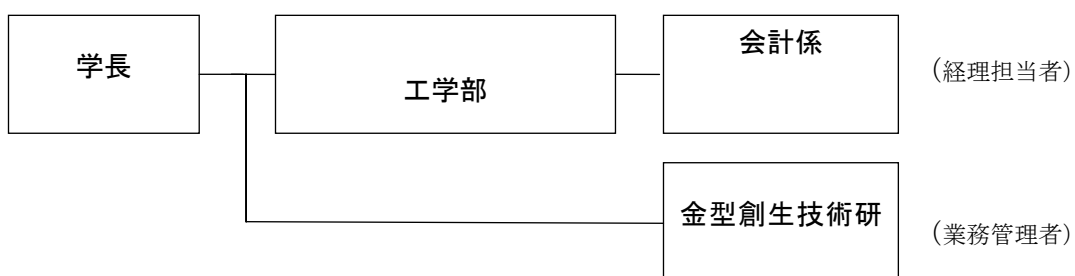 学長
工学部
会計係
(経理担当者)
金型創生技術研
(業務管理者)